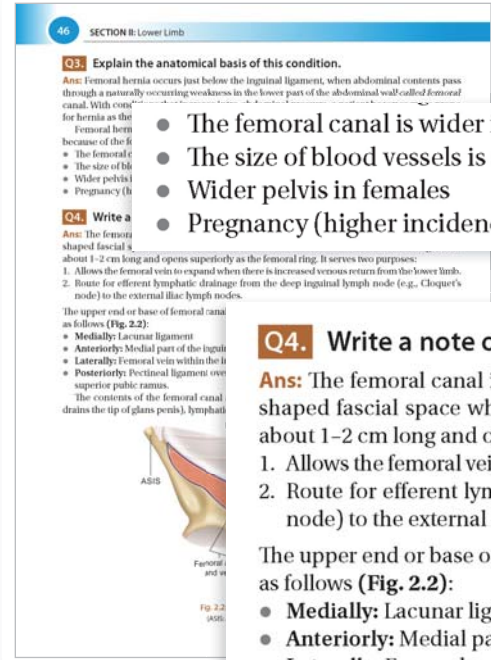 46
SECTION II: Lower Limb
Q3. Explain the anatomical basis of this condition.
Ans: Femoral hernia occurs just below the inguinal ligament, when abdominal contents pass
through a naturally occurring weakness in the lower part of the abdominal wall called femoral
canal. With
for hernia as the
Femoral hern
because of the f
• The femoral c
• The size of bl
• Wider pelvis i
• Pregnancy (h
• The femoral canal is wider
• The size of blood vessels is
• Wider pelvis in females
• Pregnancy (higher inciden
Q4. Write a
Ans: The femora
shaped fascial s
about 1–2 cm long and opens superiorly as the femoral ring. It serves two purposes:
1. Allows the femoral vein to expand when there is increased venous return from the lower limb.
2. Route for efferent lymphatic drainage from the deep inguinal lymph node (e.g., Cloquet's
node) to the external iliac lymph nodes.
The upper end or base of femoral canal
as follows (Fig. 2.2):
• Medially: Lacunar ligament
• Anteriorly: Medial part of the ingui
• Laterally: Femoral vein within the
• Posteriorly: Pectineal ligament ove
superior pubic ramus.
The contents of the femoral canal
drains the tip of glans penis), lymphati
ASIS
Femoral
and ve
Fig. 2.2
(ASIS:
Q4. Write a note
Ans: The femoral canal
shaped fascial space wh
about 1–2 cm long and o
1. Allows the femoral vei
2. Route for efferent lyn
node) to the external
The upper end or base o
as follows (Fig. 2.2):
• Medially: Lacunar lig
• Anteriorly: Medial pa